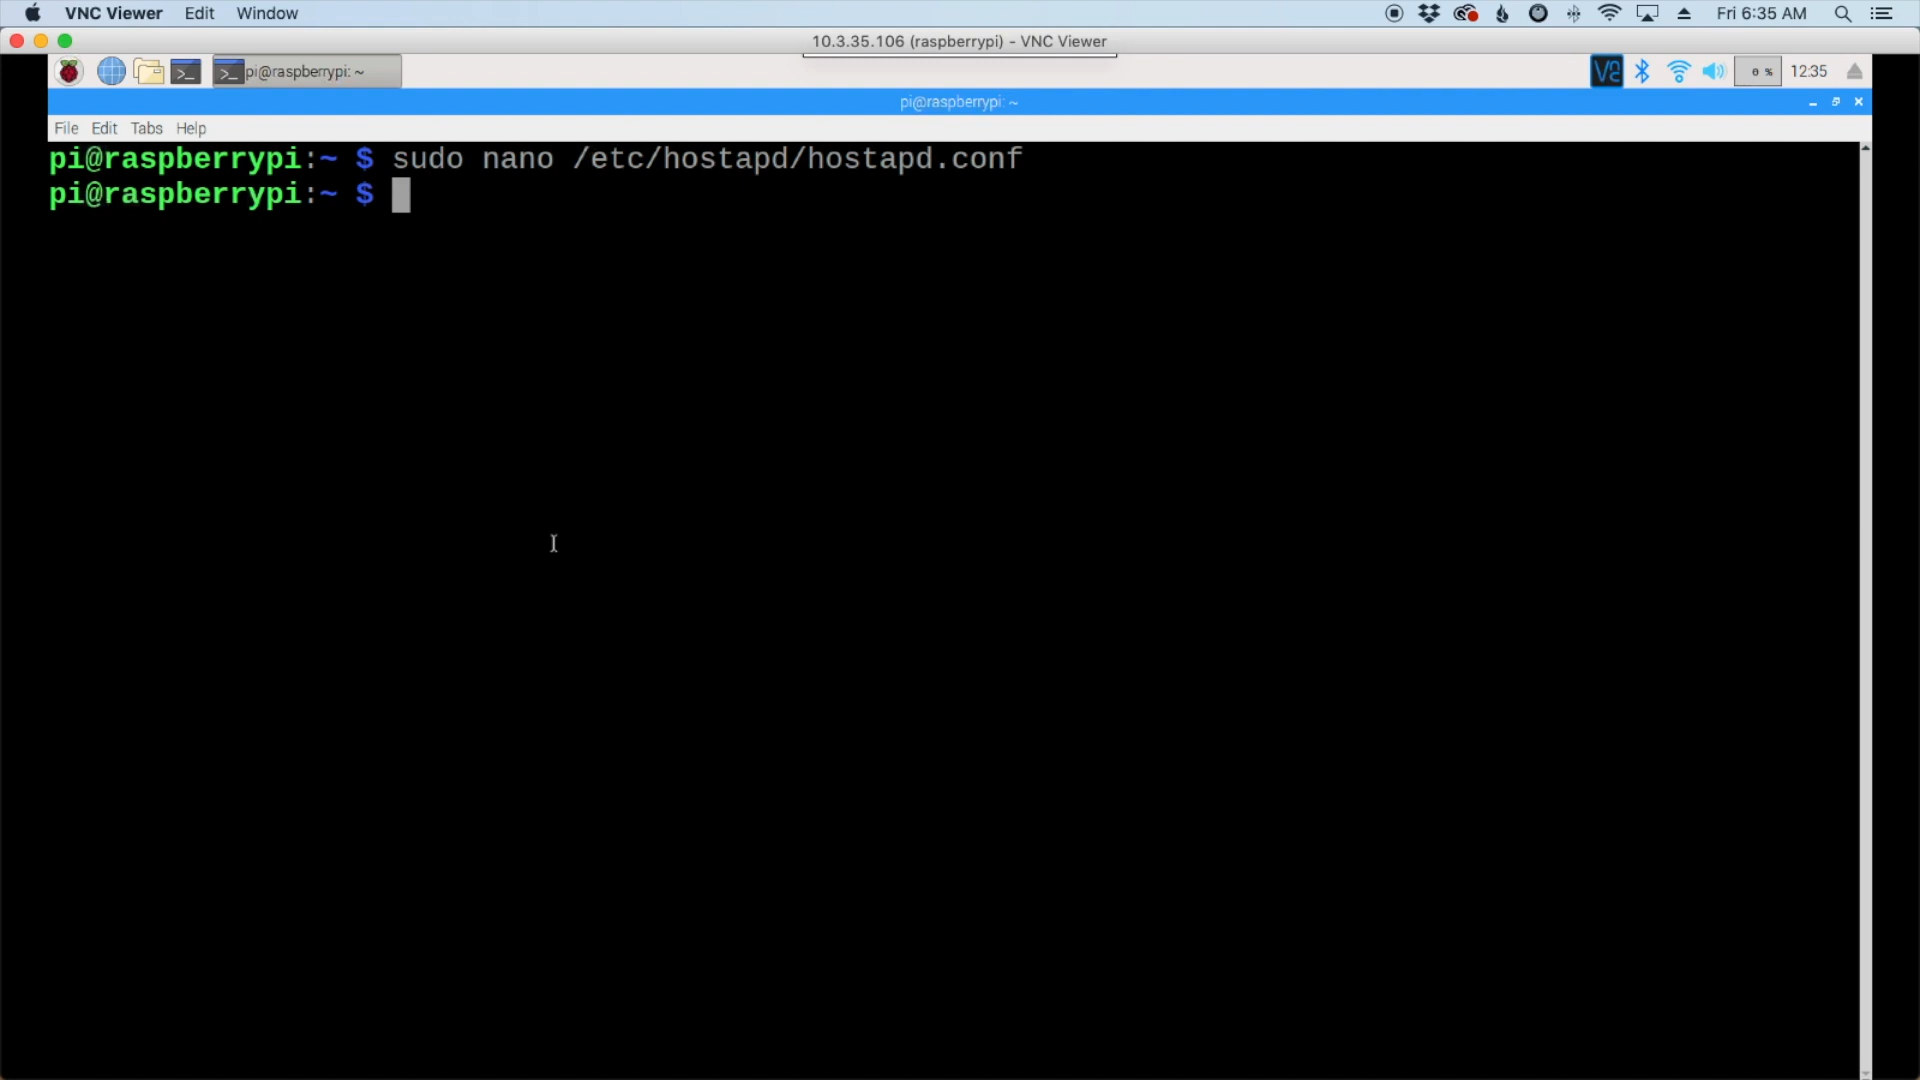 VNC Viewer Edit Window Fri 6:35 AM
10.3.35.106 (raspberrypi) - VNC Viewer
pi@raspberrypi: ~ 0 % 12:35
pi@raspberrypi: ~
File Edit Tabs Help
pi@raspberrypi:~ $ sudo nano /etc/hostapd/hostapd.conf
pi@raspberrypi:~ $